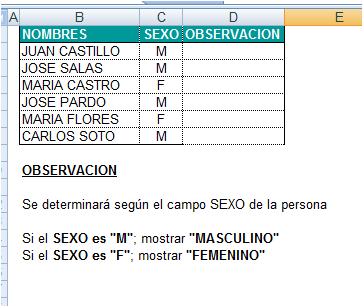 A B C D E
NOMBRES SEXO OBSERVACION
JUAN CASTILLO M
JOSE SALAS M
MARIA CASTRO F
JOSE PARDO M
MARIA FLORES F
CARLOS SOTO M
OBSERVACION
Se determinará según el campo SEXO de la persona
Si el SEXO es "M"; mostrar "MASCULINO"
Si el SEXO es "F"; mostrar "FEMENINO"